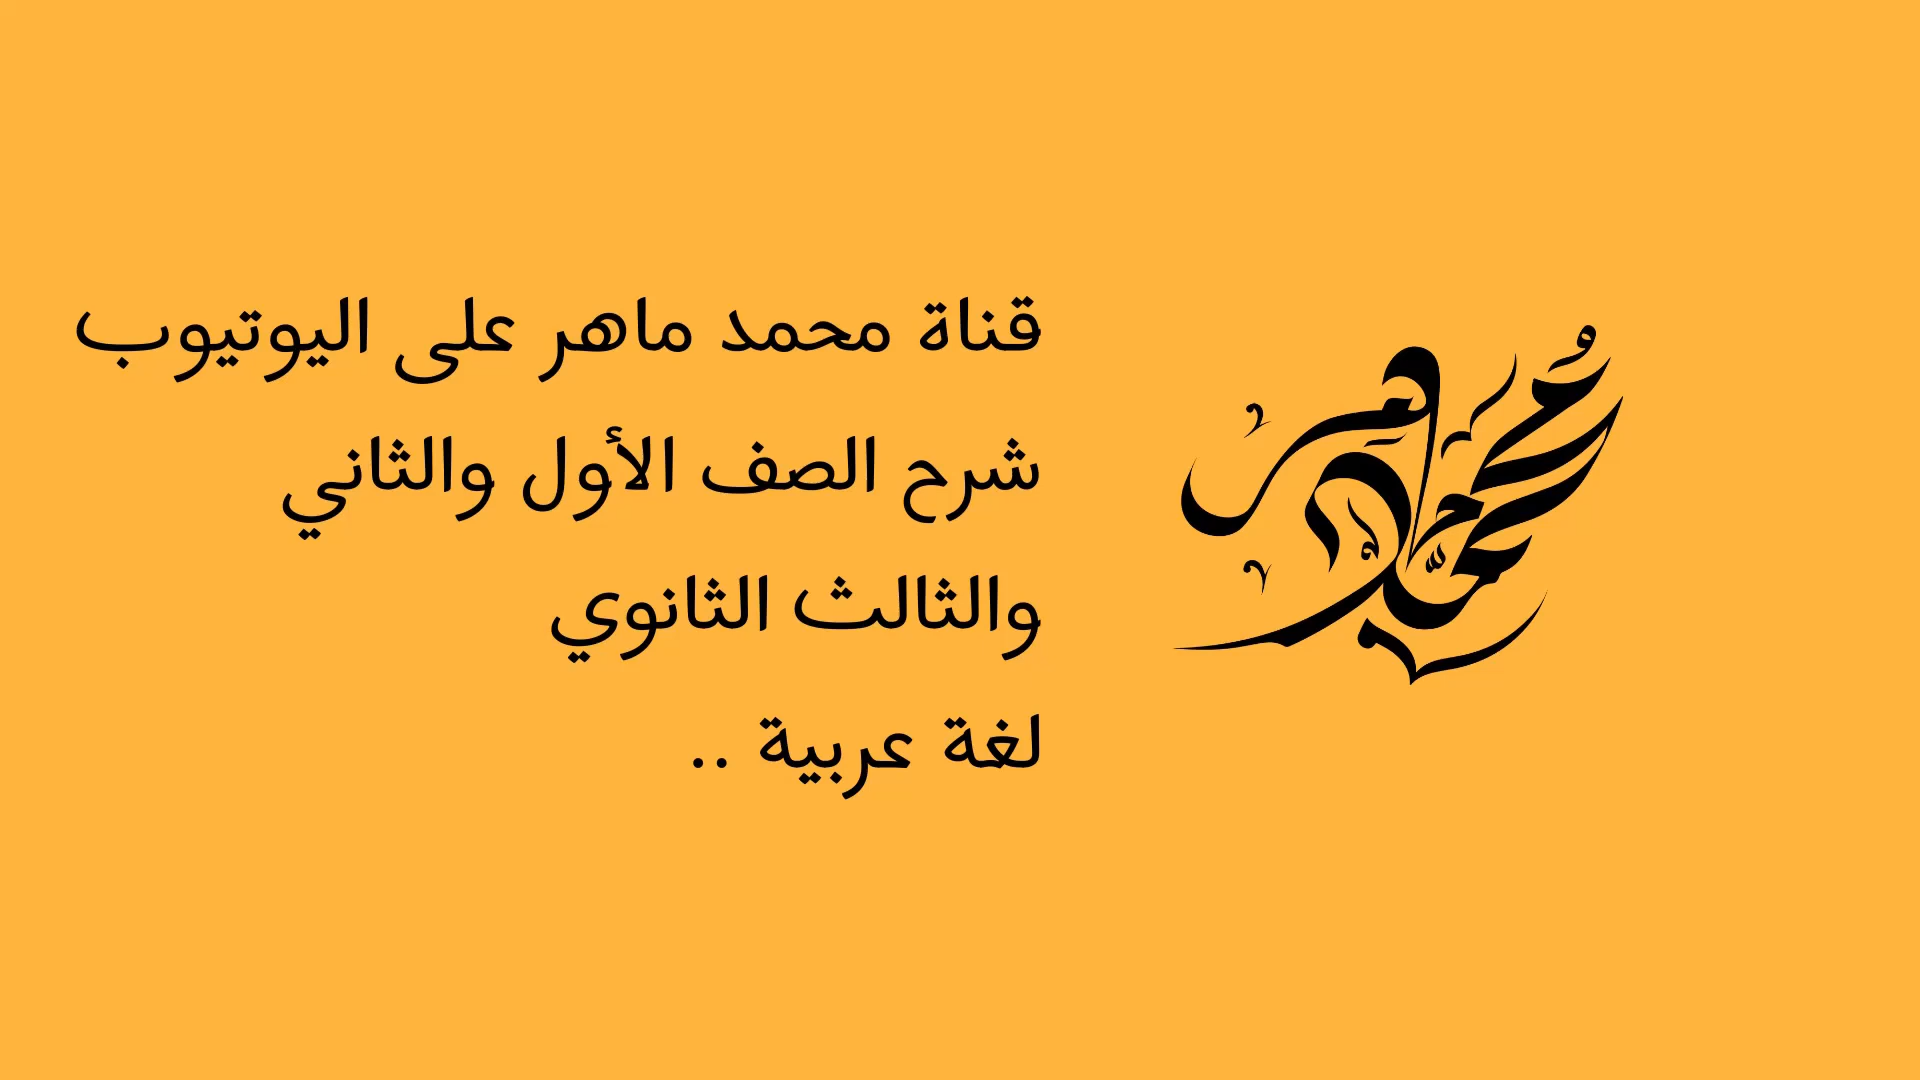 قناة محمد ماهر على اليوتيوب
شرح الصف الأول والثاني
والثالث الثانوي
لغة عربية ..
محمد ماهر